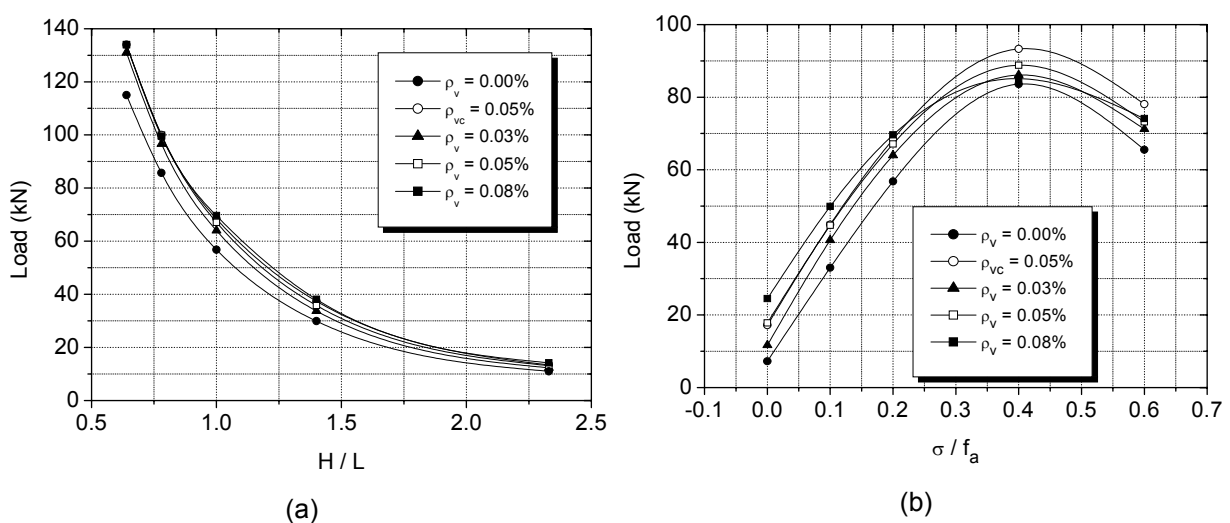 140
120
100
80
60
40
20
0
Load (kN)
ρv = 0.00%
ρvc = 0.05%
ρv = 0.03%
ρv = 0.05%
ρv = 0.08%
0.5 1.0 1.5 2.0 2.5
H / L
(a)
100
80
60
40
20
0
Load (kN)
ρv = 0.00%
ρvc = 0.05%
ρv = 0.03%
ρv = 0.05%
ρv = 0.08%
-0.1 0.0 0.1 0.2 0.3 0.4 0.5 0.6 0.7
σ / fa
(b)